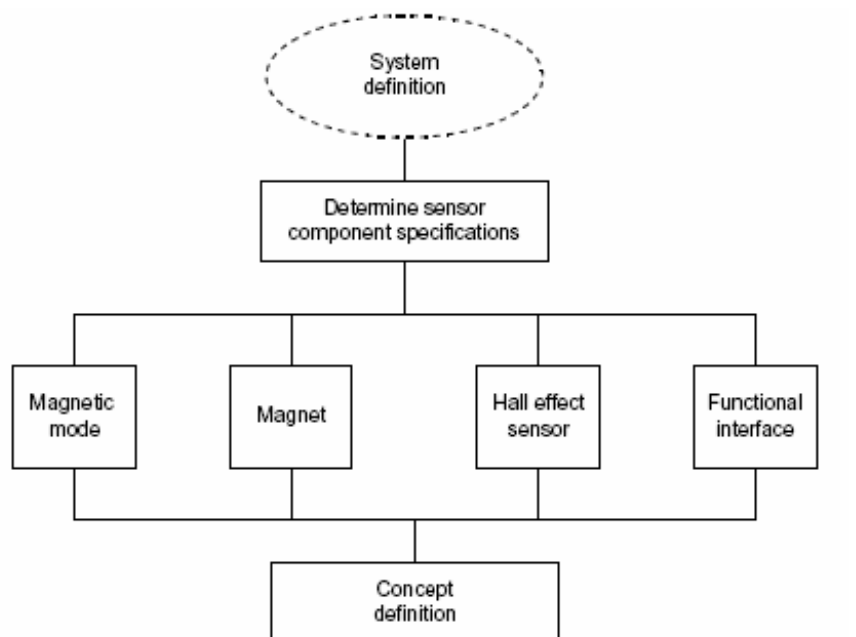 System
definition
Determine sensor
component specifications
Magnetic
mode
Magnet
Hall effect
sensor
Functional
interface
Concept
definition